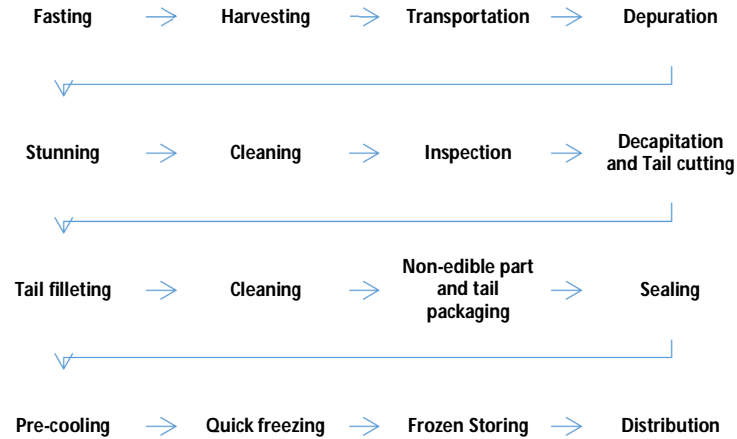 Fasting
Harvesting
Transportation
Depuration
Stunning
Cleaning
Inspection
Decapitation
and Tail cutting
Tail filleting
Cleaning
Non-edible part
and tail
packaging
Sealing
Pre-cooling
Quick freezing
Frozen Storing
Distribution